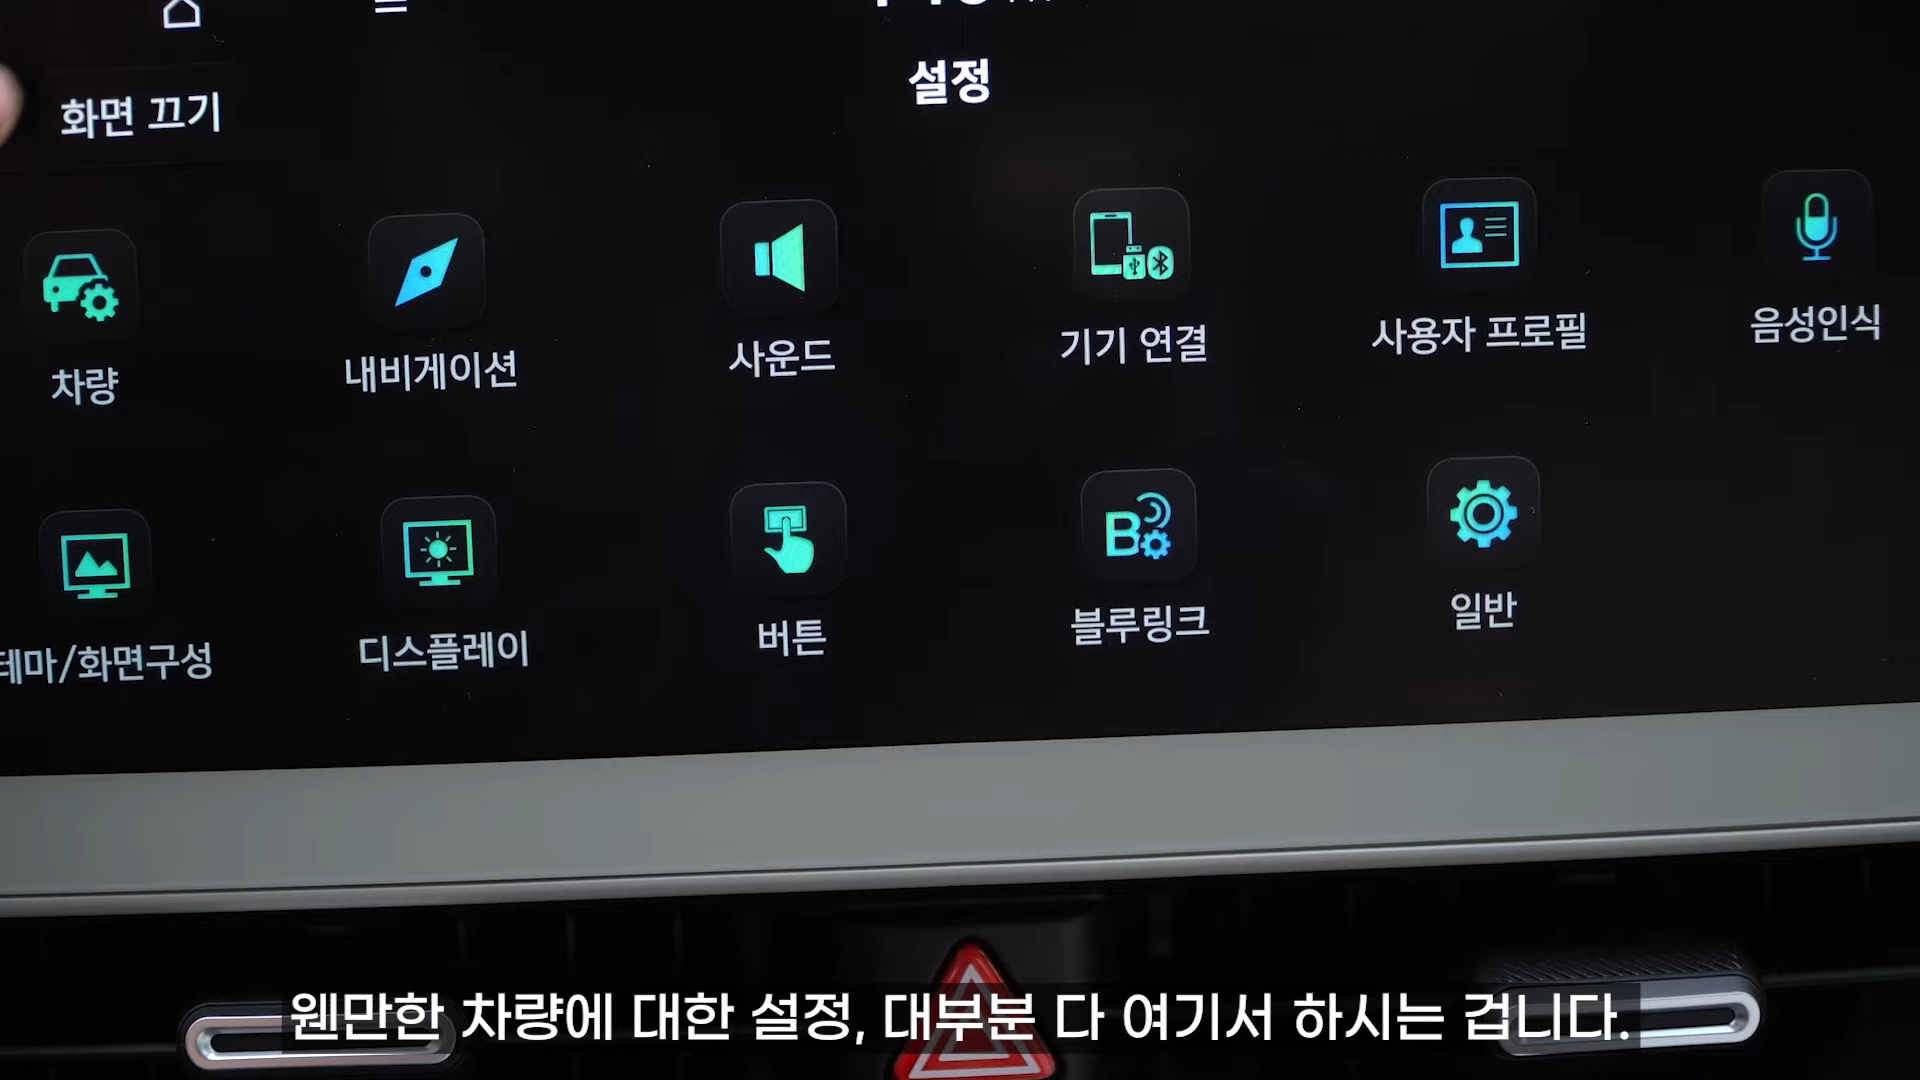 설정
화면 끄기
차량
내비게이션
사운드
기기 연결
사용자 프로필
음성인식
테마/화면구성
디스플레이
버튼
B
블루링크
일반
웬만한 차량에 대한 설정, 대부분 다 여기서 하시는 겁니다.